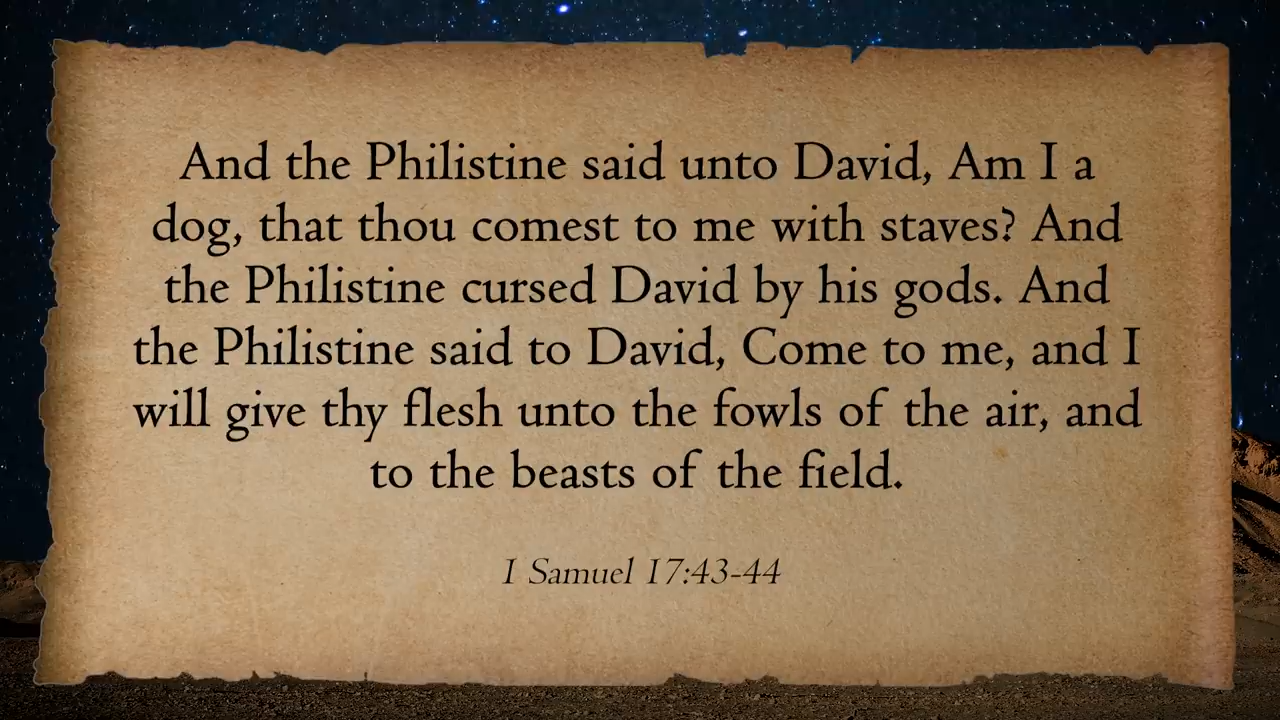 And the Philistine said unto David, Am I a
dog, that thou comest to me with staves? And
the Philistine cursed David by his gods. And
the Philistine said to David, Come to me, and I
will give thy flesh unto the fowls of the air, and
to the beasts of the field.
I Samuel 17:43-44